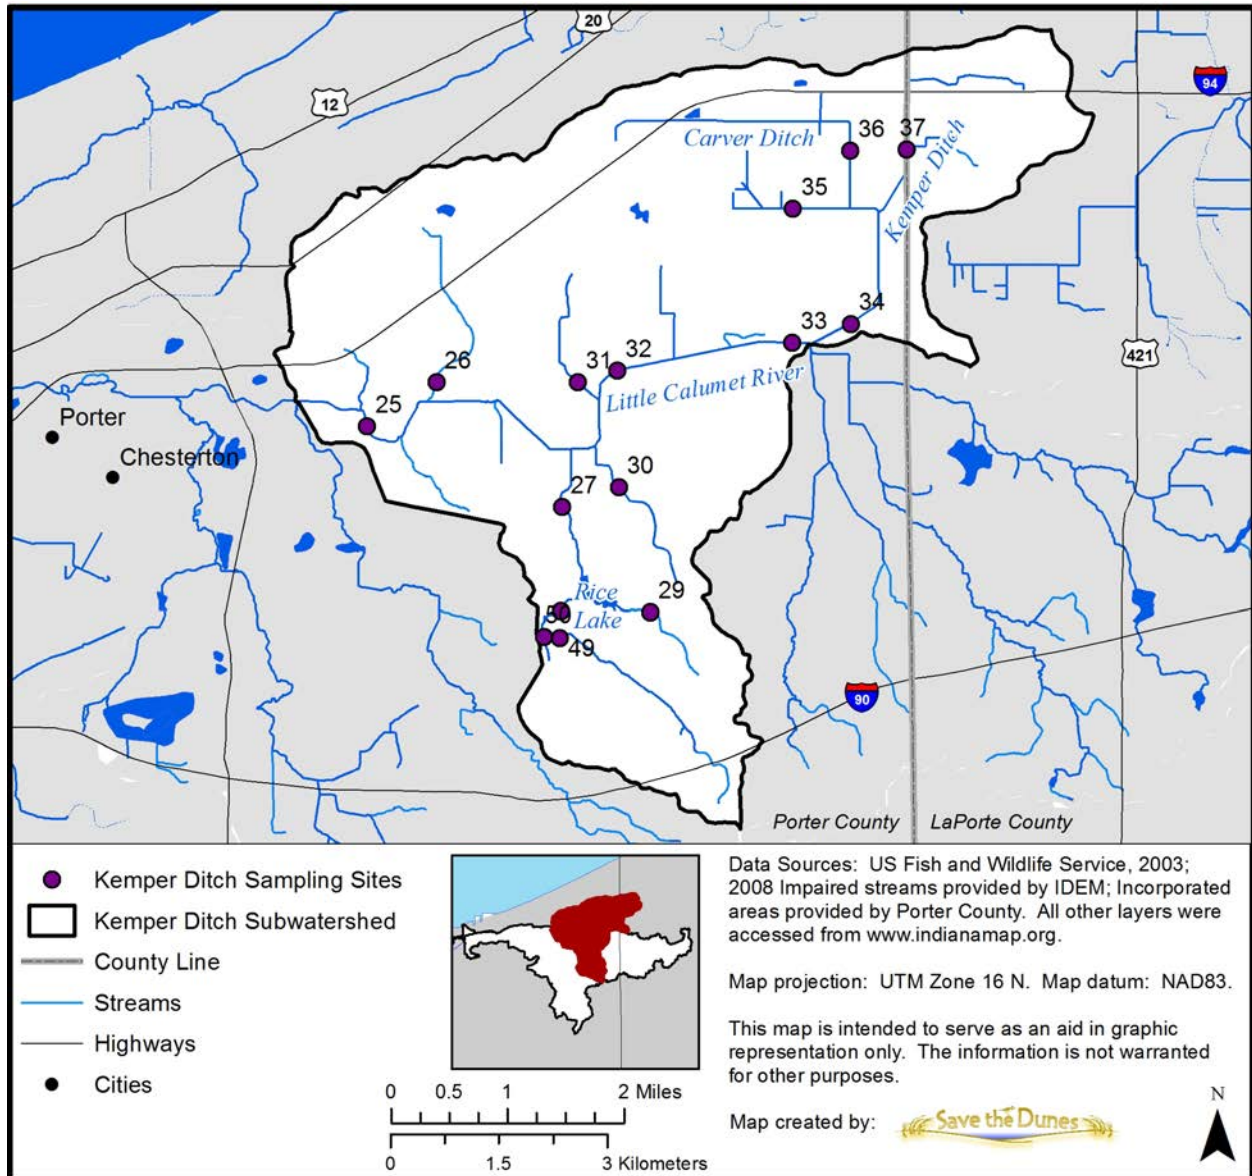 20
12
94
Carver Ditch
36
37
35
Kemper Ditch
34
33
32
31
26
Little Calumet River
421
25
Porter
Chesterton
30
27
Rice
Lake
29
49
90
Porter County
LaPorte County
Kemper Ditch Sampling Sites
Kemper Ditch Subwatershed
County Line
Streams
Highways
Cities
0 0.5 1 2 Miles
0 1.5 3 Kilometers
Data Sources: US Fish and Wildlife Service, 2003;
2008 Impaired streams provided by IDEM; Incorporated
areas provided by Porter County. All other layers were
accessed from www.indianamap.org.
Map projection: UTM Zone 16 N. Map datum: NAD83.
This map is intended to serve as an aid in graphic
representation only. The information is not warranted
for other purposes.
Map created by:
Save the Dunes
N